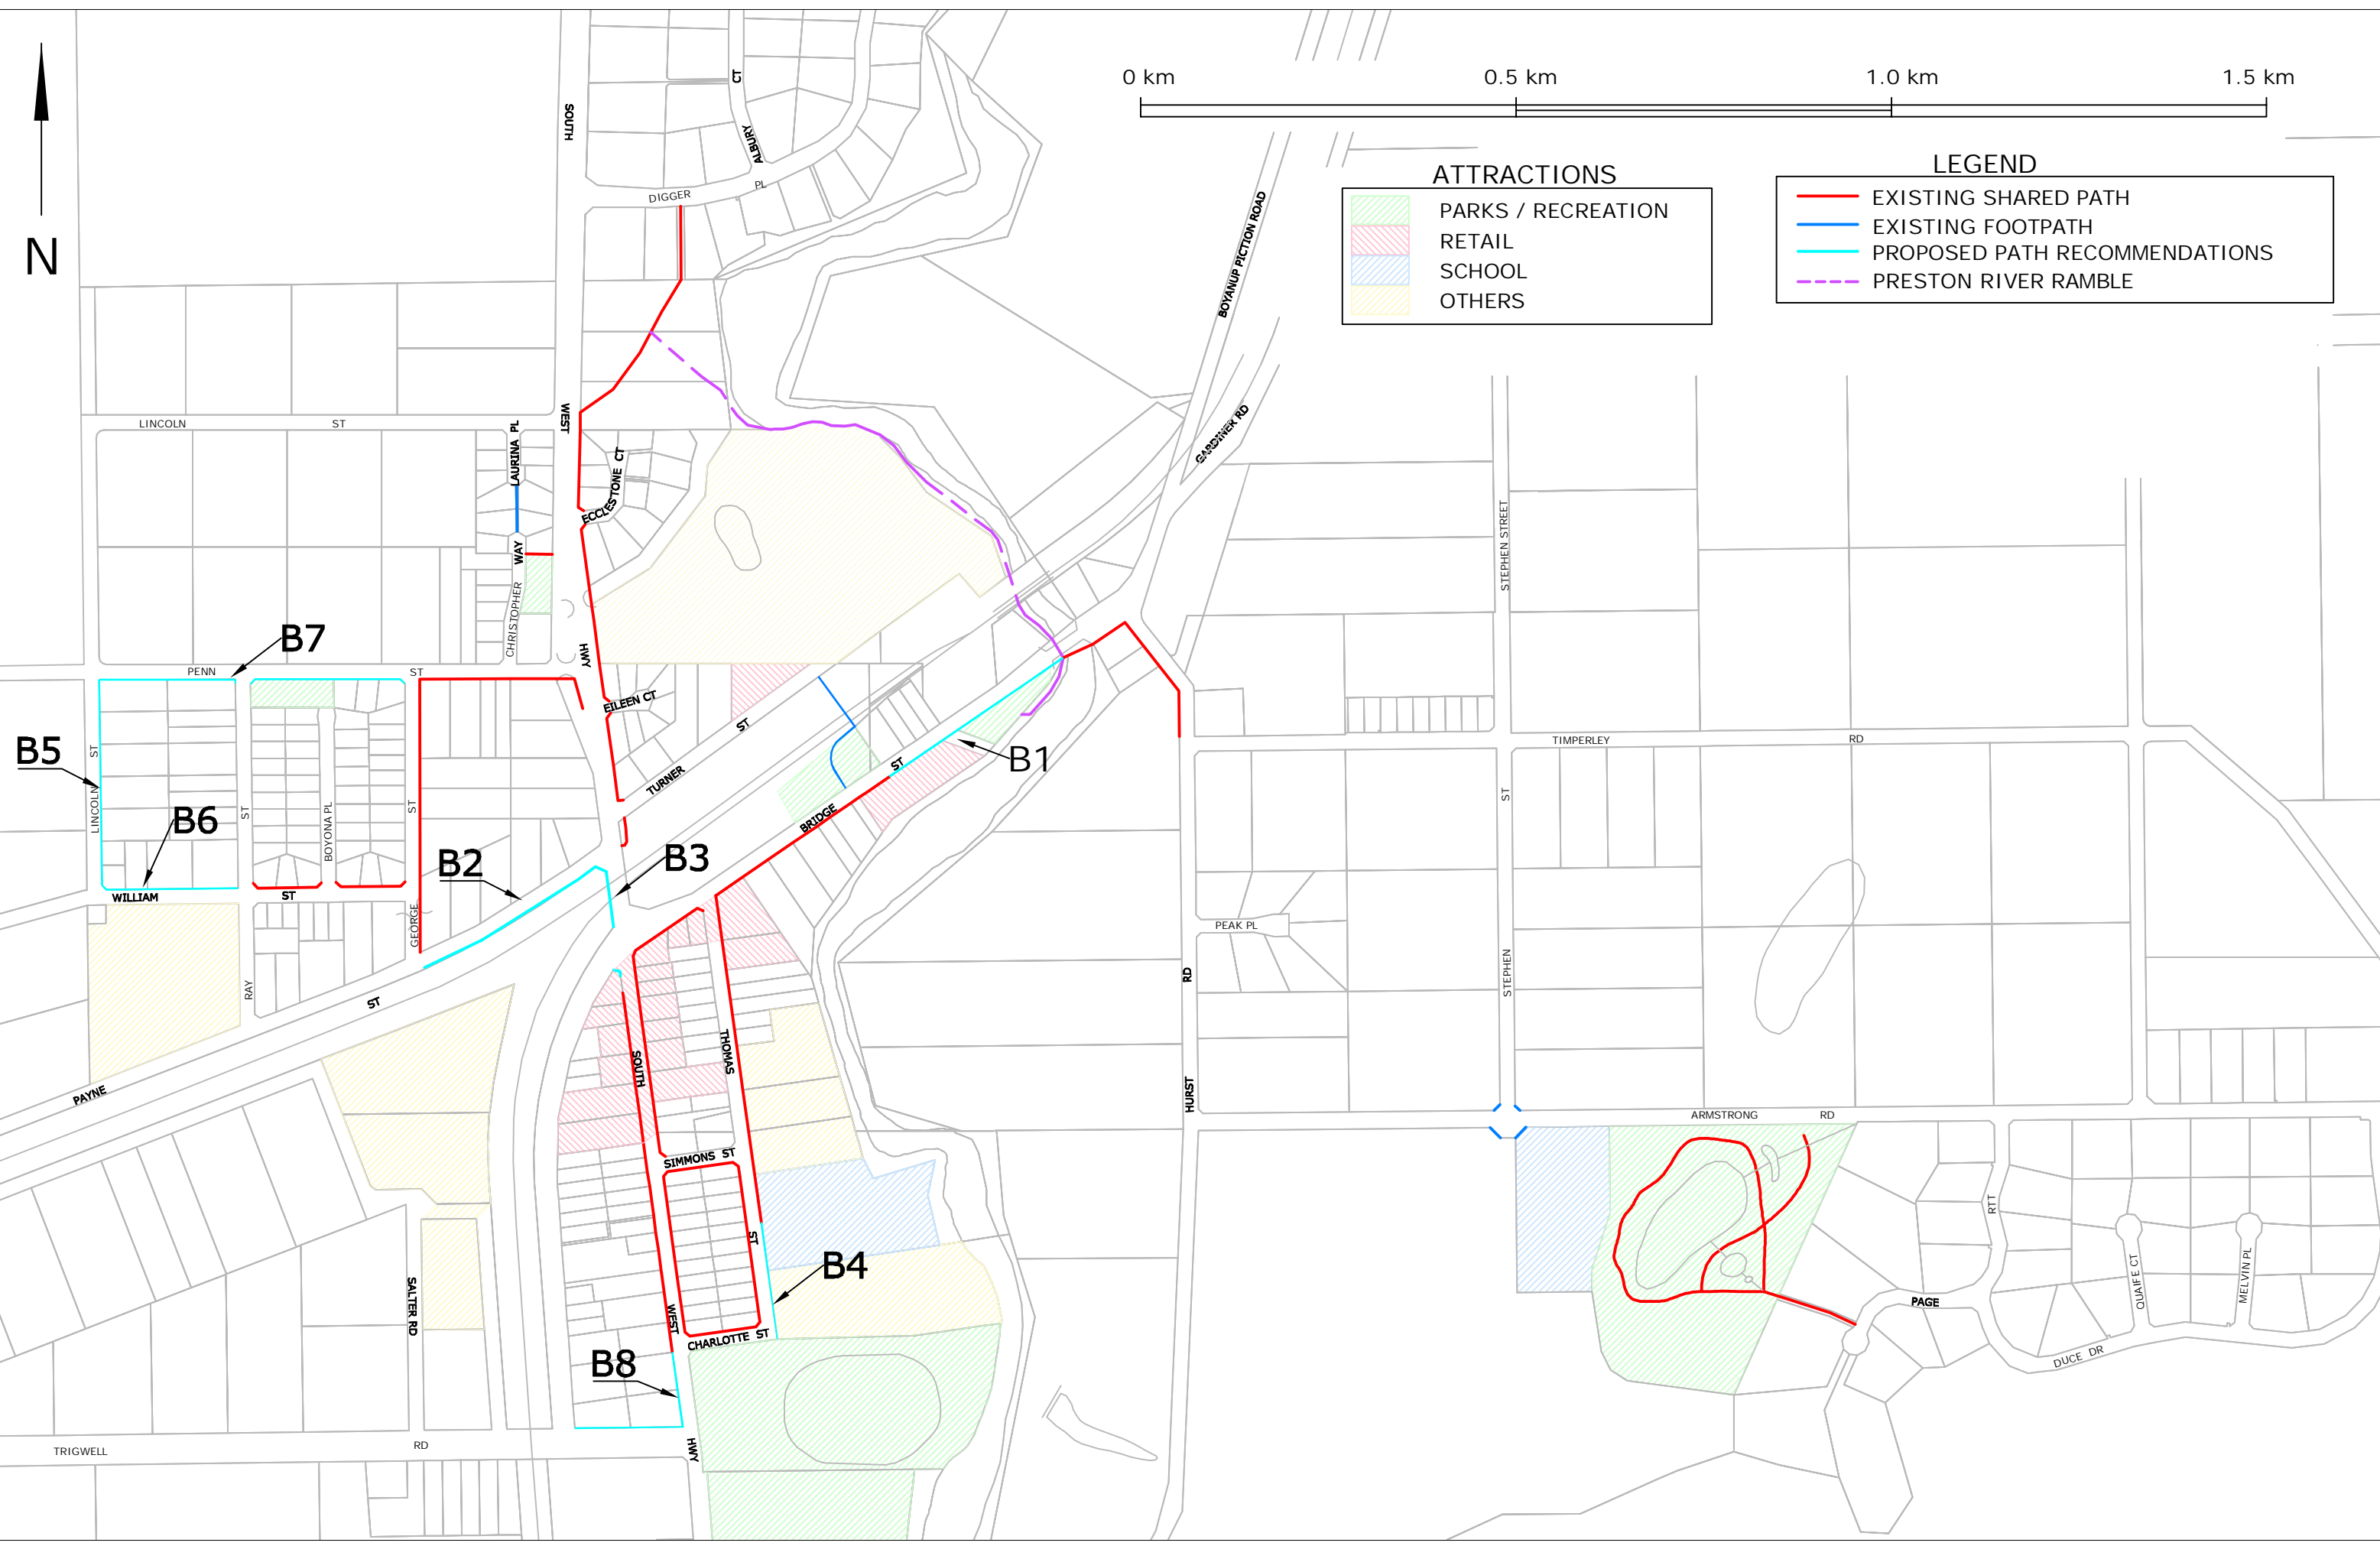 0 km
0.5 km
1.0 km
1.5 km
N
ATTRACTIONS
PARKS / RECREATION
RETAIL
SCHOOL
OTHERS
LEGEND
EXISTING SHARED PATH
EXISTING FOOTPATH
PROPOSED PATH RECOMMENDATIONS
PRESTON RIVER RAMBLE
SOUTH
CT
ALBURY
DIGGER
PL
BOYANUP PICTION ROAD
GARDINER RD
LINCOLN
ST
LAURINA PL
WEST
ECCLESTONE CT
STEPHEN STREET
WAY
CHRISTOPHER
B7
PENN
ST
HWY
EILEEN CT
B5
ST
LINCOLN
B6
ST
BOYONA PL
ST
TURNER
ST
BRIDGE
ST
B1
TIMPERLEY
RD
ST
B2
B3
WILLIAM
ST
GEORGE
RAY
ST
PAYNE
PEAK PL
RD
HURST
STEPHEN
SOUTH
THOMAS
ARMSTRONG
RD
SIMMONS ST
ST
B4
RTT
SALTER RD
WEST
CHARLOTTE ST
PAGE
QUAIFE CT
MELVIN PL
DUCE DR
B8
TRIGWELL
RD
HWY